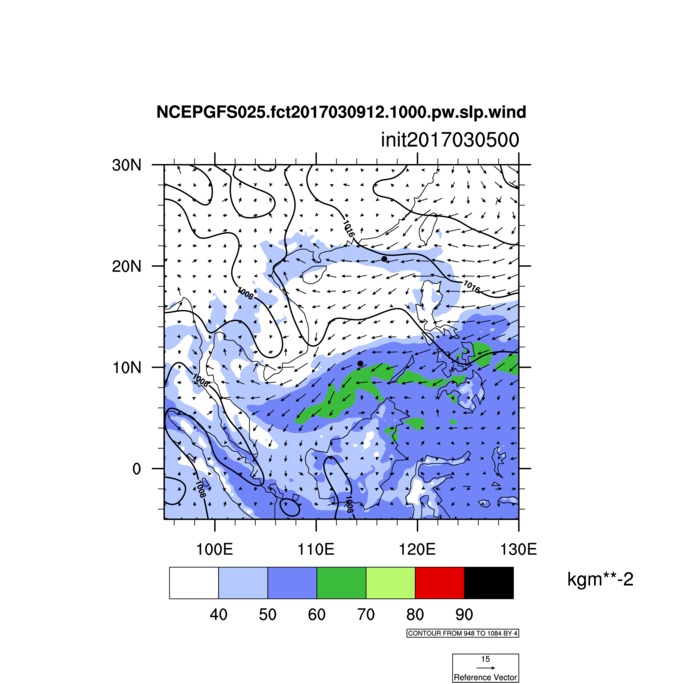 NCEPGFS025.fct2017030912.1000.pw.slp.wind
init2017030500
30N
20N
10N
0
1016
1016
1008
1008
1008
1008
100E
110E
120E
130E
kgm**-2
40
50
60
70
80
90
CONTOUR FROM 948 TO 1084 BY 4
15
Reference Vector